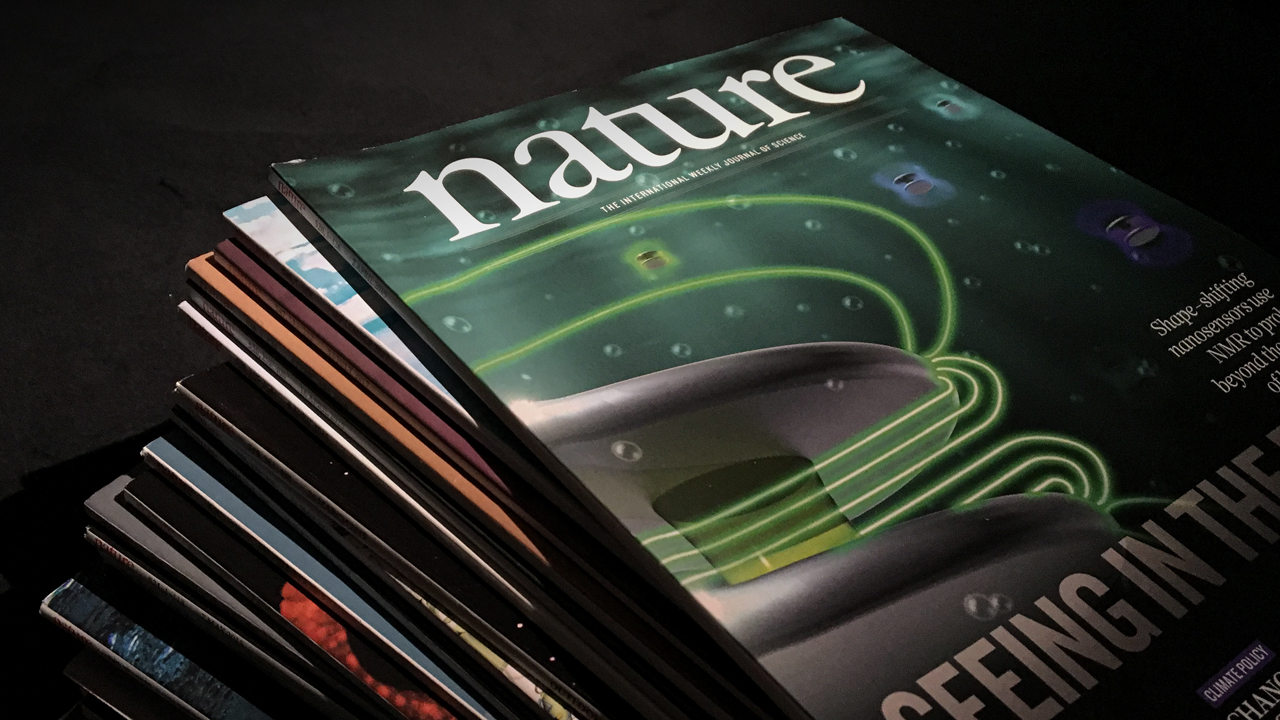 nature
THE INTERNATIONAL WEEKLY JOURNAL OF SCIENCE
Shape-shifting
nanosensors use
NMR to
beyond
SEEING IN THE
CLIMATE POLICY